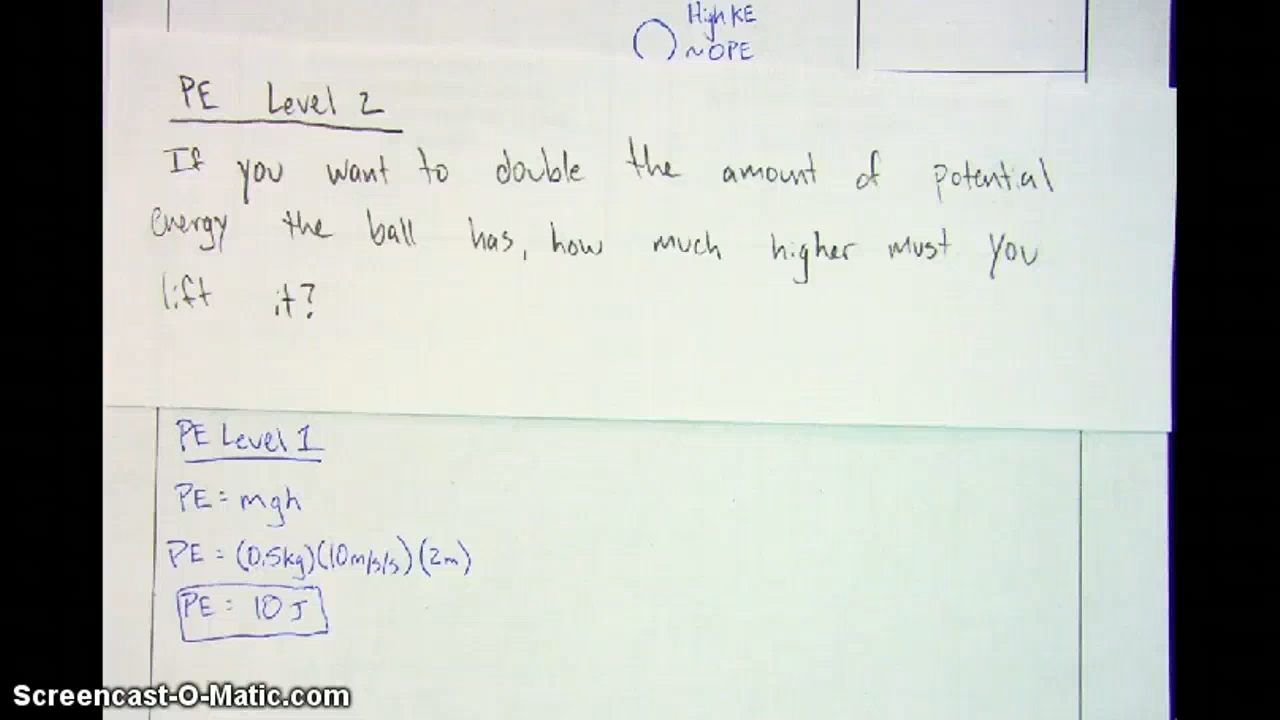 High KE
~0PE
PE Level 2
If you want to double the amount of potential
energy the ball has, how much higher must you
lift it?
PE Level 1
PE = mgh
PE = (0.5kg)(10m/s/s)(2m)
PE = 10 J
Screencast-O-Matic.com